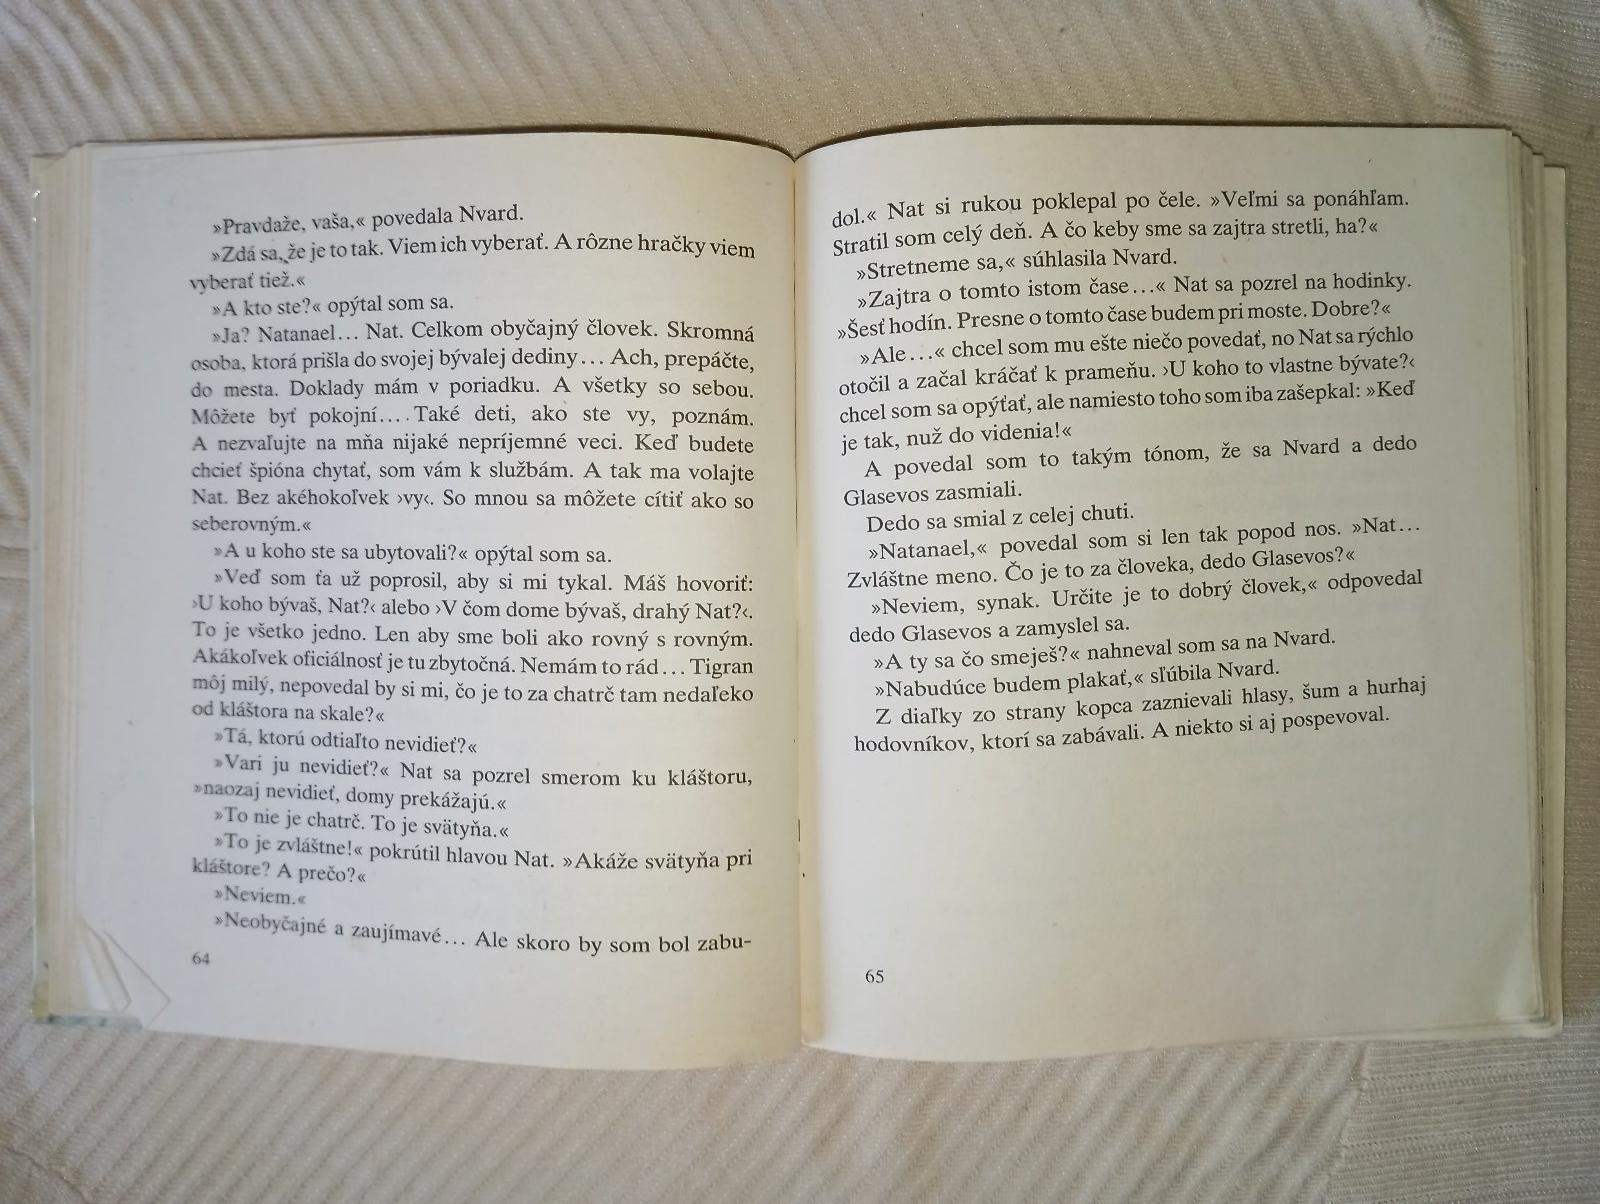 »Pravdaže, vaša,« povedala Nvard.
»Zdá sa, že je to tak. Viem ich vyberať. A rôzne hračky viem
vyberať tiež.«
»A kto ste?« opýtal som sa.
»Ja? Natanael... Nat. Celkom obyčajný človek. Skromná
osoba, ktorá prišla do svojej bývalej dediny... Ach, prepáčte,
do mesta. Doklady mám v poriadku. A všetky so sebou.
Môžete byť pokojní.... Také deti, ako ste vy, poznám.
A nezvaľujte na mňa nijaké nepríjemné veci. Keď budete
chcieť špióna chytať, som vám k službám. A tak ma volajte
Nat. Bez akéhokoľvek ›vy‹. So mnou sa môžete cítiť ako so
seberovným.«
»A u koho ste sa ubytovali?« opýtal som sa.
»Veď som ťa už poprosil, aby si mi tykal. Máš hovoriť:
›U koho bývaš, Nat?‹ alebo ›V čom dome bývaš, drahý Nat?‹.
To je všetko jedno. Len aby sme boli ako rovný s rovným.
Akákoľvek oficiálnosť je tu zbytočná. Nemám to rád... Tigran
môj milý, nepovedal by si mi, čo je to za chatrč tam neďaleko
od kláštora na skale?«
»Tá, ktorú odtiaľto nevidieť?«
»Vari ju nevidieť?« Nat sa pozrel smerom ku kláštoru,
»naozaj nevidieť, domy prekážajú.«
»To nie je chatrč. To je svätyňa.«
»To je zvláštne!« pokrútil hlavou Nat. »Akáže svätyňa pri
kláštore? A prečo?«
»Neviem.«
»Neobyčajné a zaujímavé... Ale skoro by som bol zabu-
64
dol.« Nat si rukou poklepal po čele. »Veľmi sa ponáhľam.
Stratil som celý deň. A čo keby sme sa zajtra stretli, ha?«
»Stretneme sa,« súhlasila Nvard.
»Zajtra o tomto istom čase...« Nat sa pozrel na hodinky.
»Šesť hodín. Presne o tomto čase budem pri moste. Dobre?«
»Ale...« chcel som mu ešte niečo povedať, no Nat sa rýchlo
otočil a začal kráčať k prameňu. ›U koho to vlastne bývate?‹
chcel som sa opýťať, ale namiesto toho som iba zašepkal: »Keď
je tak, nuž do videnia!«
A povedal som to takým tónom, že sa Nvard a dedo
Glasevos zasmiali.
Dedo sa smial z celej chuti.
»Natanael,« povedal som si len tak popod nos. »Nat...
Zvláštne meno. Čo je to za človeka, dedo Glasevos?«
»Neviem, synak. Určite je to dobrý človek,« odpovedal
dedo Glasevos a zamyslel sa.
»A ty sa čo smeješ?« nahneval som sa na Nvard.
»Nabudúce budem plakať,« sľúbila Nvard.
Z diaľky zo strany kopca zaznievali hlasy, šum a hurhaj
hodovníkov, ktorí sa zabávali. A niekto si aj pospevoval.
65